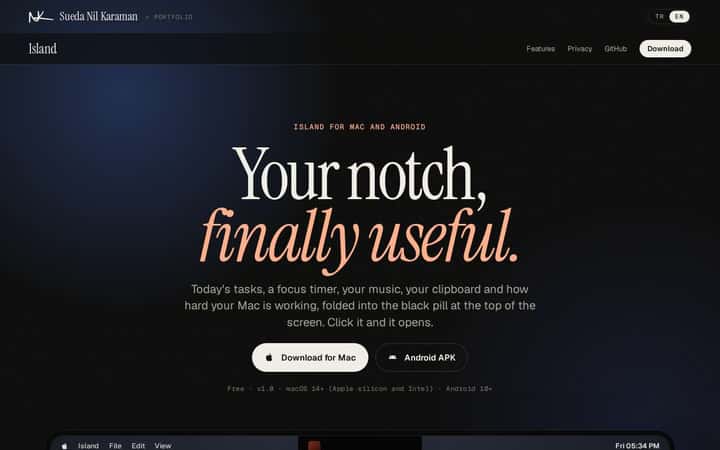 NK Sueda Nil Karaman × PORTFOLIO TR EN
Island Features Privacy GitHub Download
ISLAND FOR MAC AND ANDROID
Your notch,
finally useful.
Today's tasks, a focus timer, your music, your clipboard and how
hard your Mac is working, folded into the black pill at the top of the
screen. Click it and it opens.
Download for Mac Android APK
Free · v1.0 · macOS 14+ (Apple silicon and Intel) · Android 10+
Island File Edit View Fri 05:34 PM